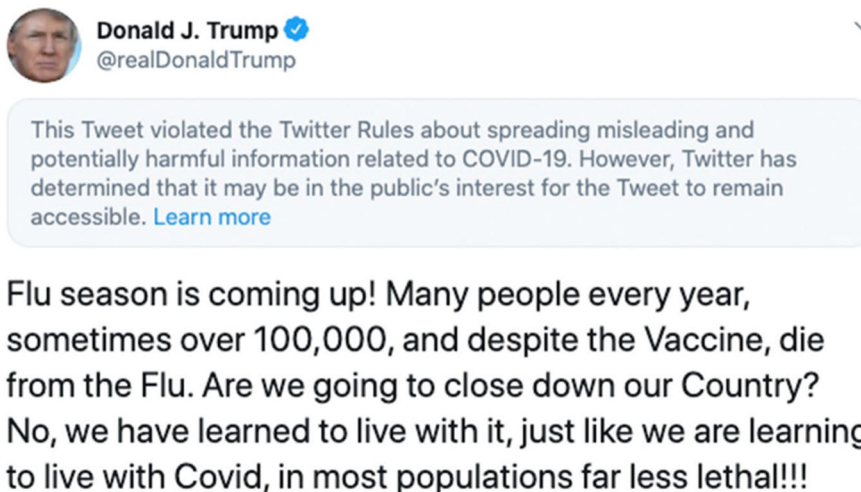 Donald J. Trump
@realDonaldTrump
This Tweet violated the Twitter Rules about spreading misleading and
potentially harmful information related to COVID-19. However, Twitter has
determined that it may be in the public's interest for the Tweet to remain
accessible. Learn more
Flu season is coming up! Many people every year,
sometimes over 100,000, and despite the Vaccine, die
from the Flu. Are we going to close down our Country?
No, we have learned to live with it, just like we are learning
to live with Covid, in most populations far less lethal!!!